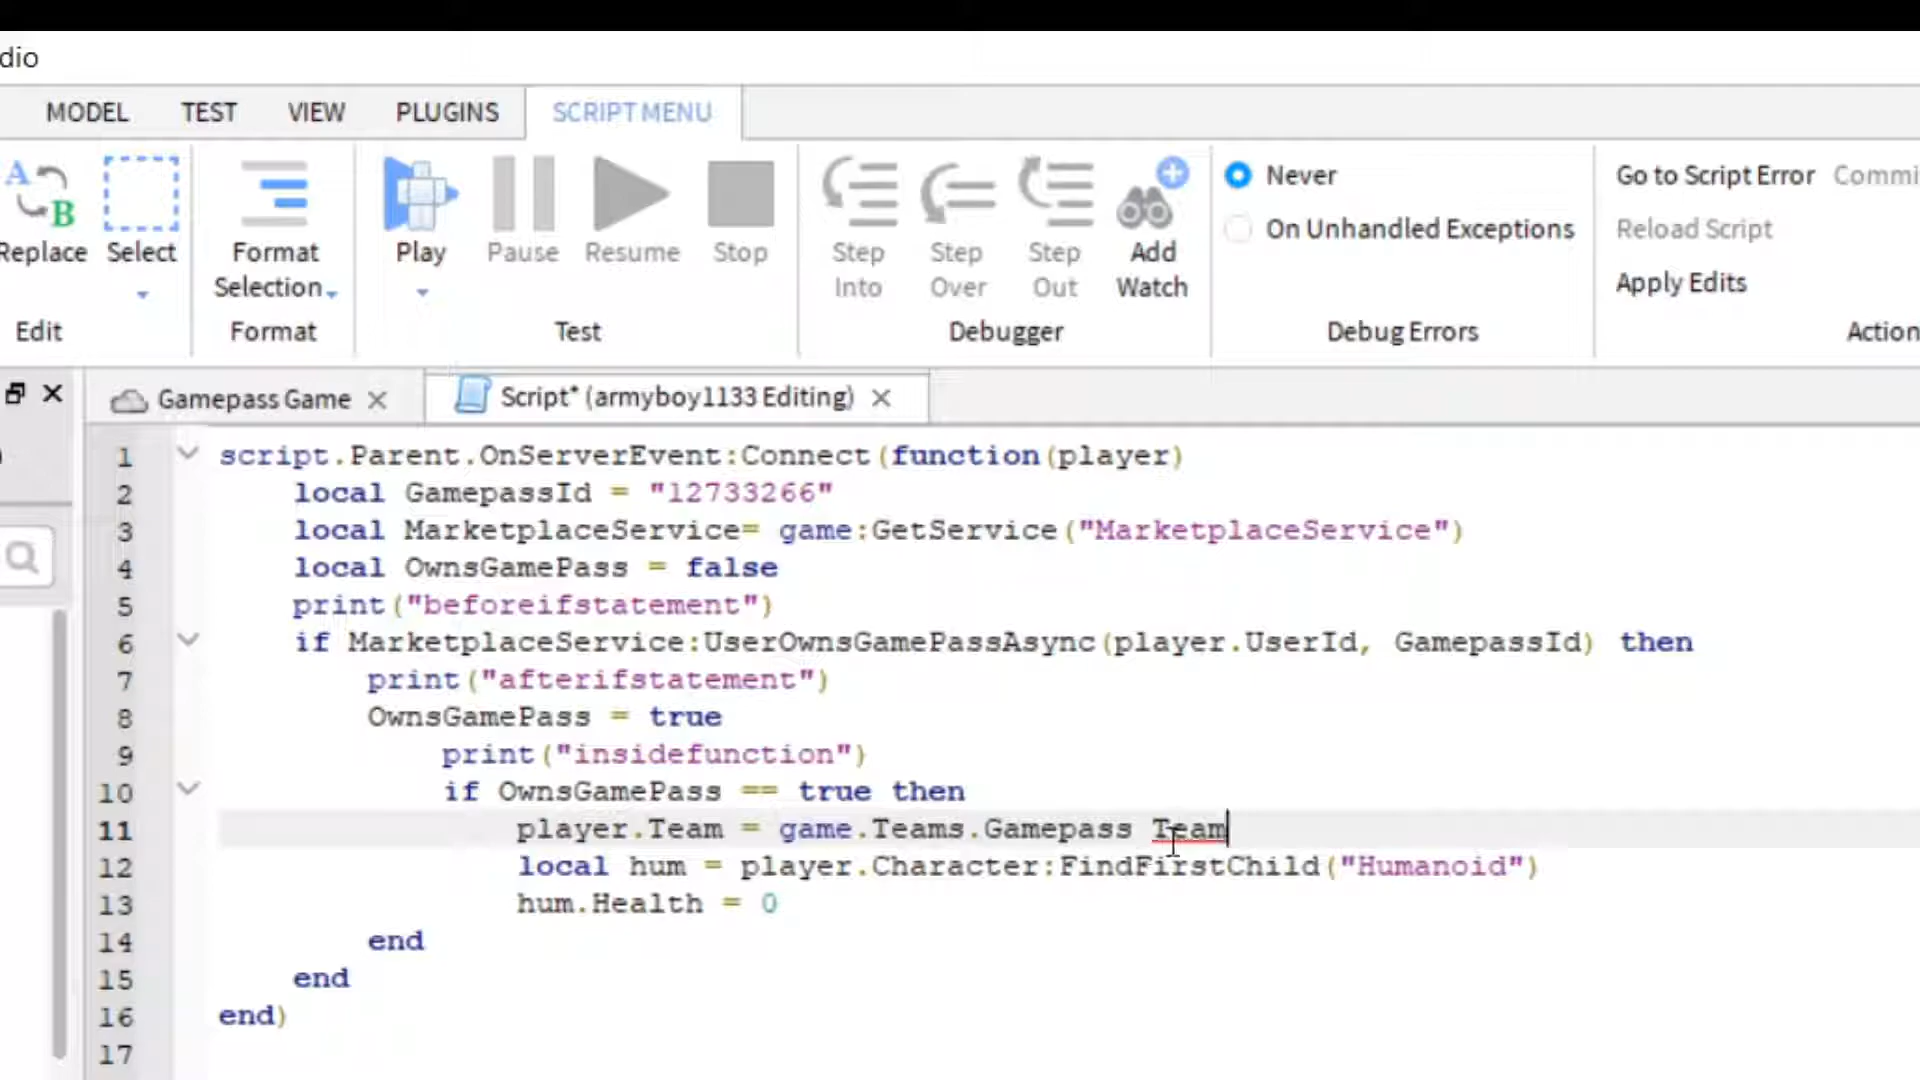 dio
MODEL TEST VIEW PLUGINS SCRIPT MENU
Replace Select
Edit
Format
Selection
Format
Play Pause Resume Stop
Test
Step
Into
Step
Over
Step
Out
Add
Watch
Debugger
Never
On Unhandled Exceptions
Debug Errors
Go to Script Error Commi
Reload Script
Apply Edits
Action
Gamepass Game Script* (armyboy1133 Editing)
1 script.Parent.OnServerEvent:Connect(function(player)
2 local GamepassId = "12733266"
3 local MarketplaceService= game:GetService("MarketplaceService")
4 local OwnsGamePass = false
5 print("beforeifstatement")
6 if MarketplaceService:UserOwnsGamePassAsync(player.UserId, GamepassId) then
7 print("afterifstatement")
8 OwnsGamePass = true
9 print("insidefunction")
10 if OwnsGamePass == true then
11 player.Team = game.Teams.Gamepass Team
12 local hum = player.Character:FindFirstChild("Humanoid")
13 hum.Health = 0
14 end
15 end
16 end)
17